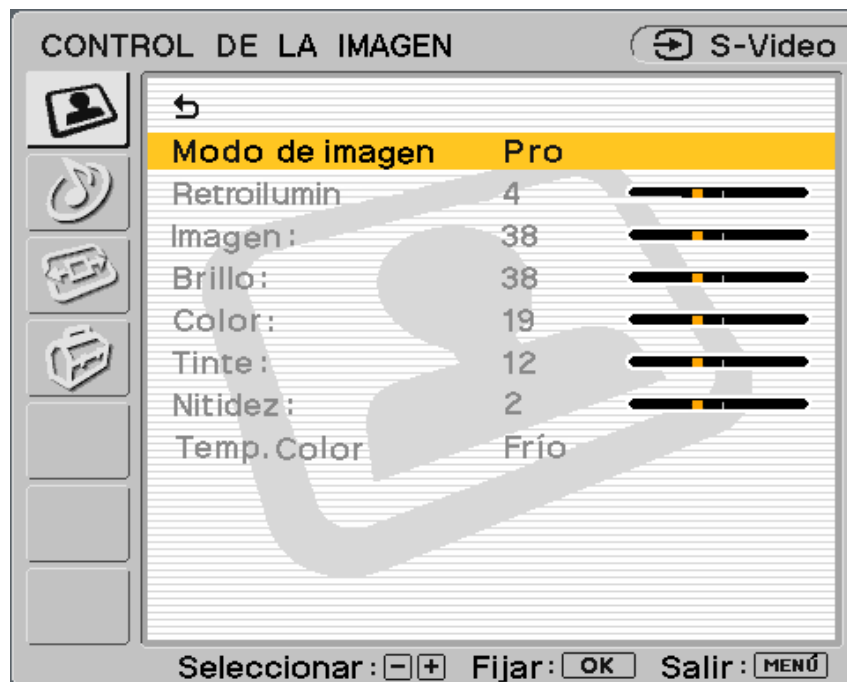 CONTROL DE LA IMAGEN S-Video
Modo de imagen Pro
Retroilumin 4
Imagen: 38
Brillo: 38
Color: 19
Tinte: 12
Nitidez: 2
Temp. Color Frío
Seleccionar: - + Fijar: OK Salir: MENÚ